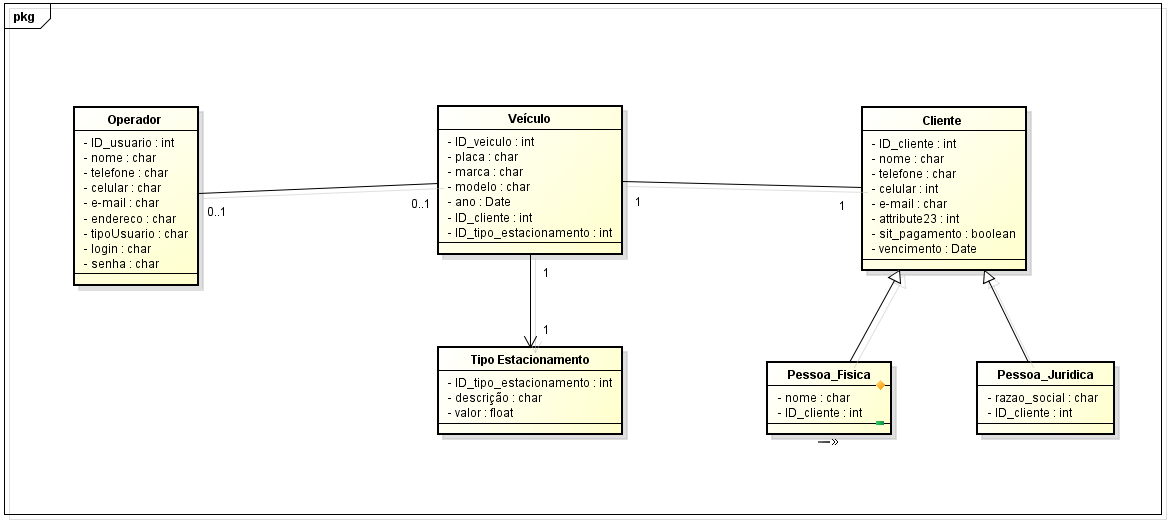 pkg
Operador
- ID_usuario : int
- nome : char
- telefone : char
- celular : char
- e-mail : char
- endereco : char
- tipoUsuario : char
- login : char
- senha : char
0..1
0..1
Veículo
- ID_veiculo : int
- placa : char
- marca : char
- modelo : char
- ano : Date
- ID_cliente : int
- ID_tipo_estacionamento : int
1
1
Cliente
- ID_cliente : int
- nome : char
- telefone : char
- celular : int
- e-mail : char
- attribute23 : int
- sit_pagamento : boolean
- vencimento : Date
1
1
Tipo Estacionamento
- ID_tipo_estacionamento : int
- descrição : char
- valor : float
Pessoa_Fisica
- nome : char
- ID_cliente : int
Pessoa_Juridica
- razao_social : char
- ID_cliente : int